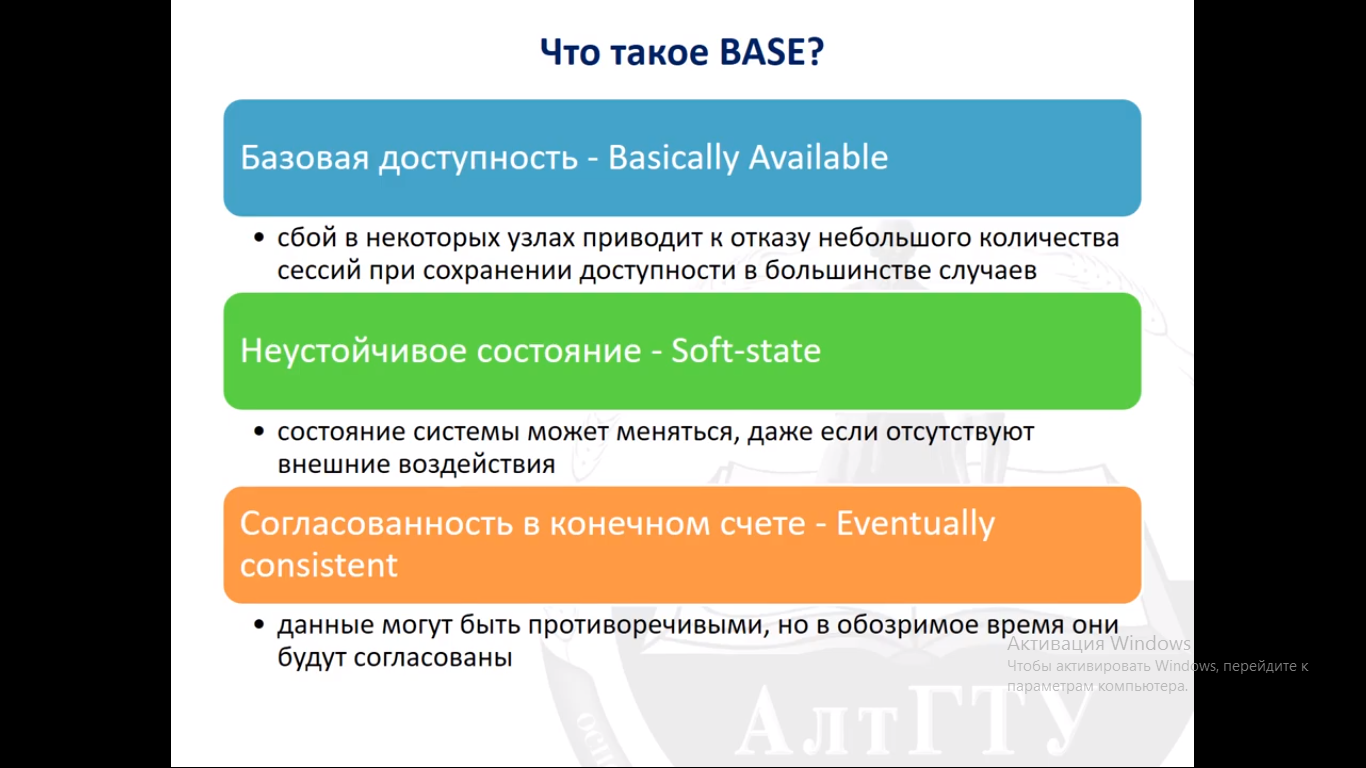 Что такое BASE?
Базовая доступность - Basically Available
• сбой в некоторых узлах приводит к отказу небольшого количества
сессий при сохранении доступности в большинстве случаев
Неустойчивое состояние - Soft-state
• состояние системы может меняться, даже если отсутствуют
внешние воздействия
Согласованность в конечном счете - Eventually
consistent
• данные могут быть противоречивыми, но в обозримое время они
будут согласованы
Активация Windows
Чтобы активировать Windows, перейдите к
параметрам компьютера.
АлтГТУ